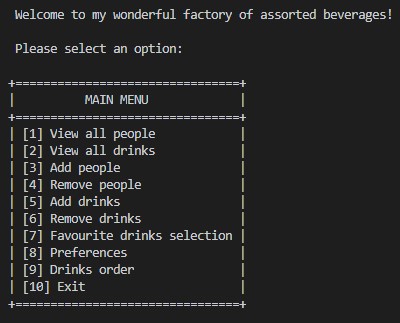 Welcome to my wonderful factory of assorted beverages!
Please select an option:
+==============================+
|          MAIN MENU           |
+==============================+
| [1] View all people          |
| [2] View all drinks          |
| [3] Add people               |
| [4] Remove people            |
| [5] Add drinks               |
| [6] Remove drinks            |
| [7] Favourite drinks selection |
| [8] Preferences              |
| [9] Drinks order             |
| [10] Exit                    |
+==============================+